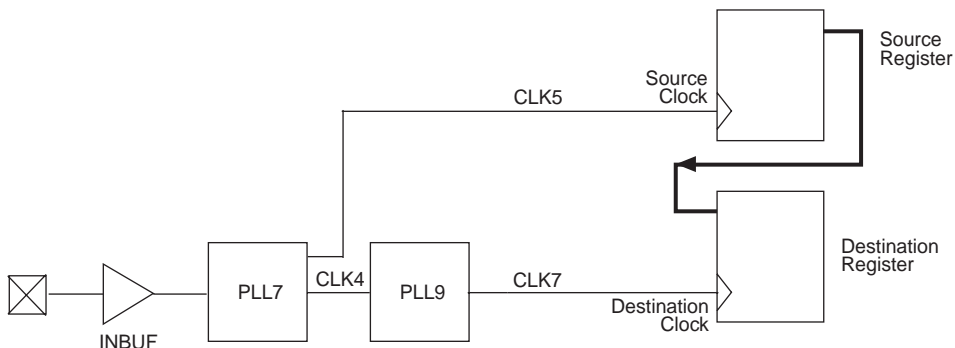 Source
Register
Source
Clock
CLK5
Destination
Register
PLL7
CLK4
PLL9
CLK7
Destination
Clock
INBUF